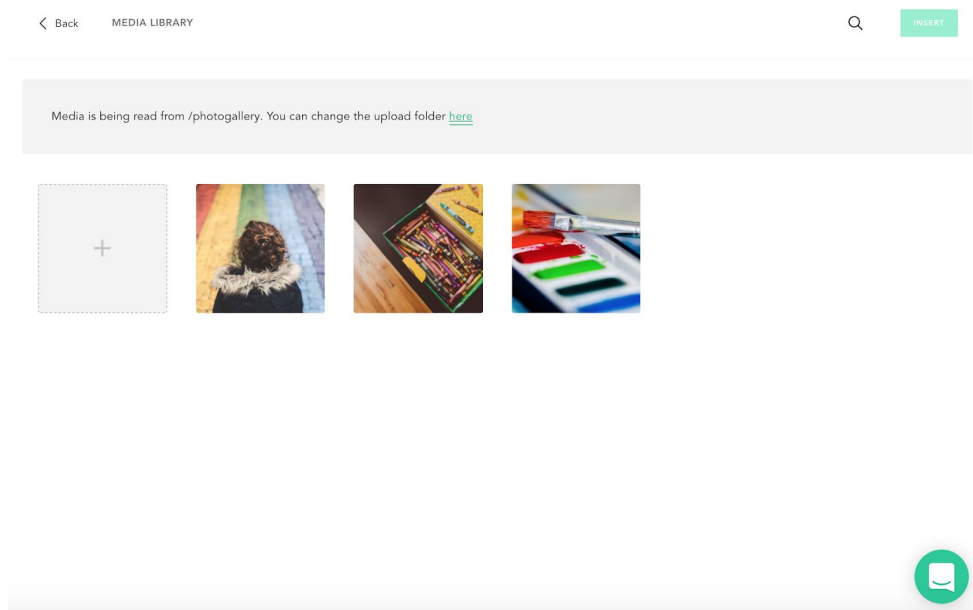 Back MEDIA LIBRARY INSERT
Media is being read from /photogallery. You can change the upload folder here